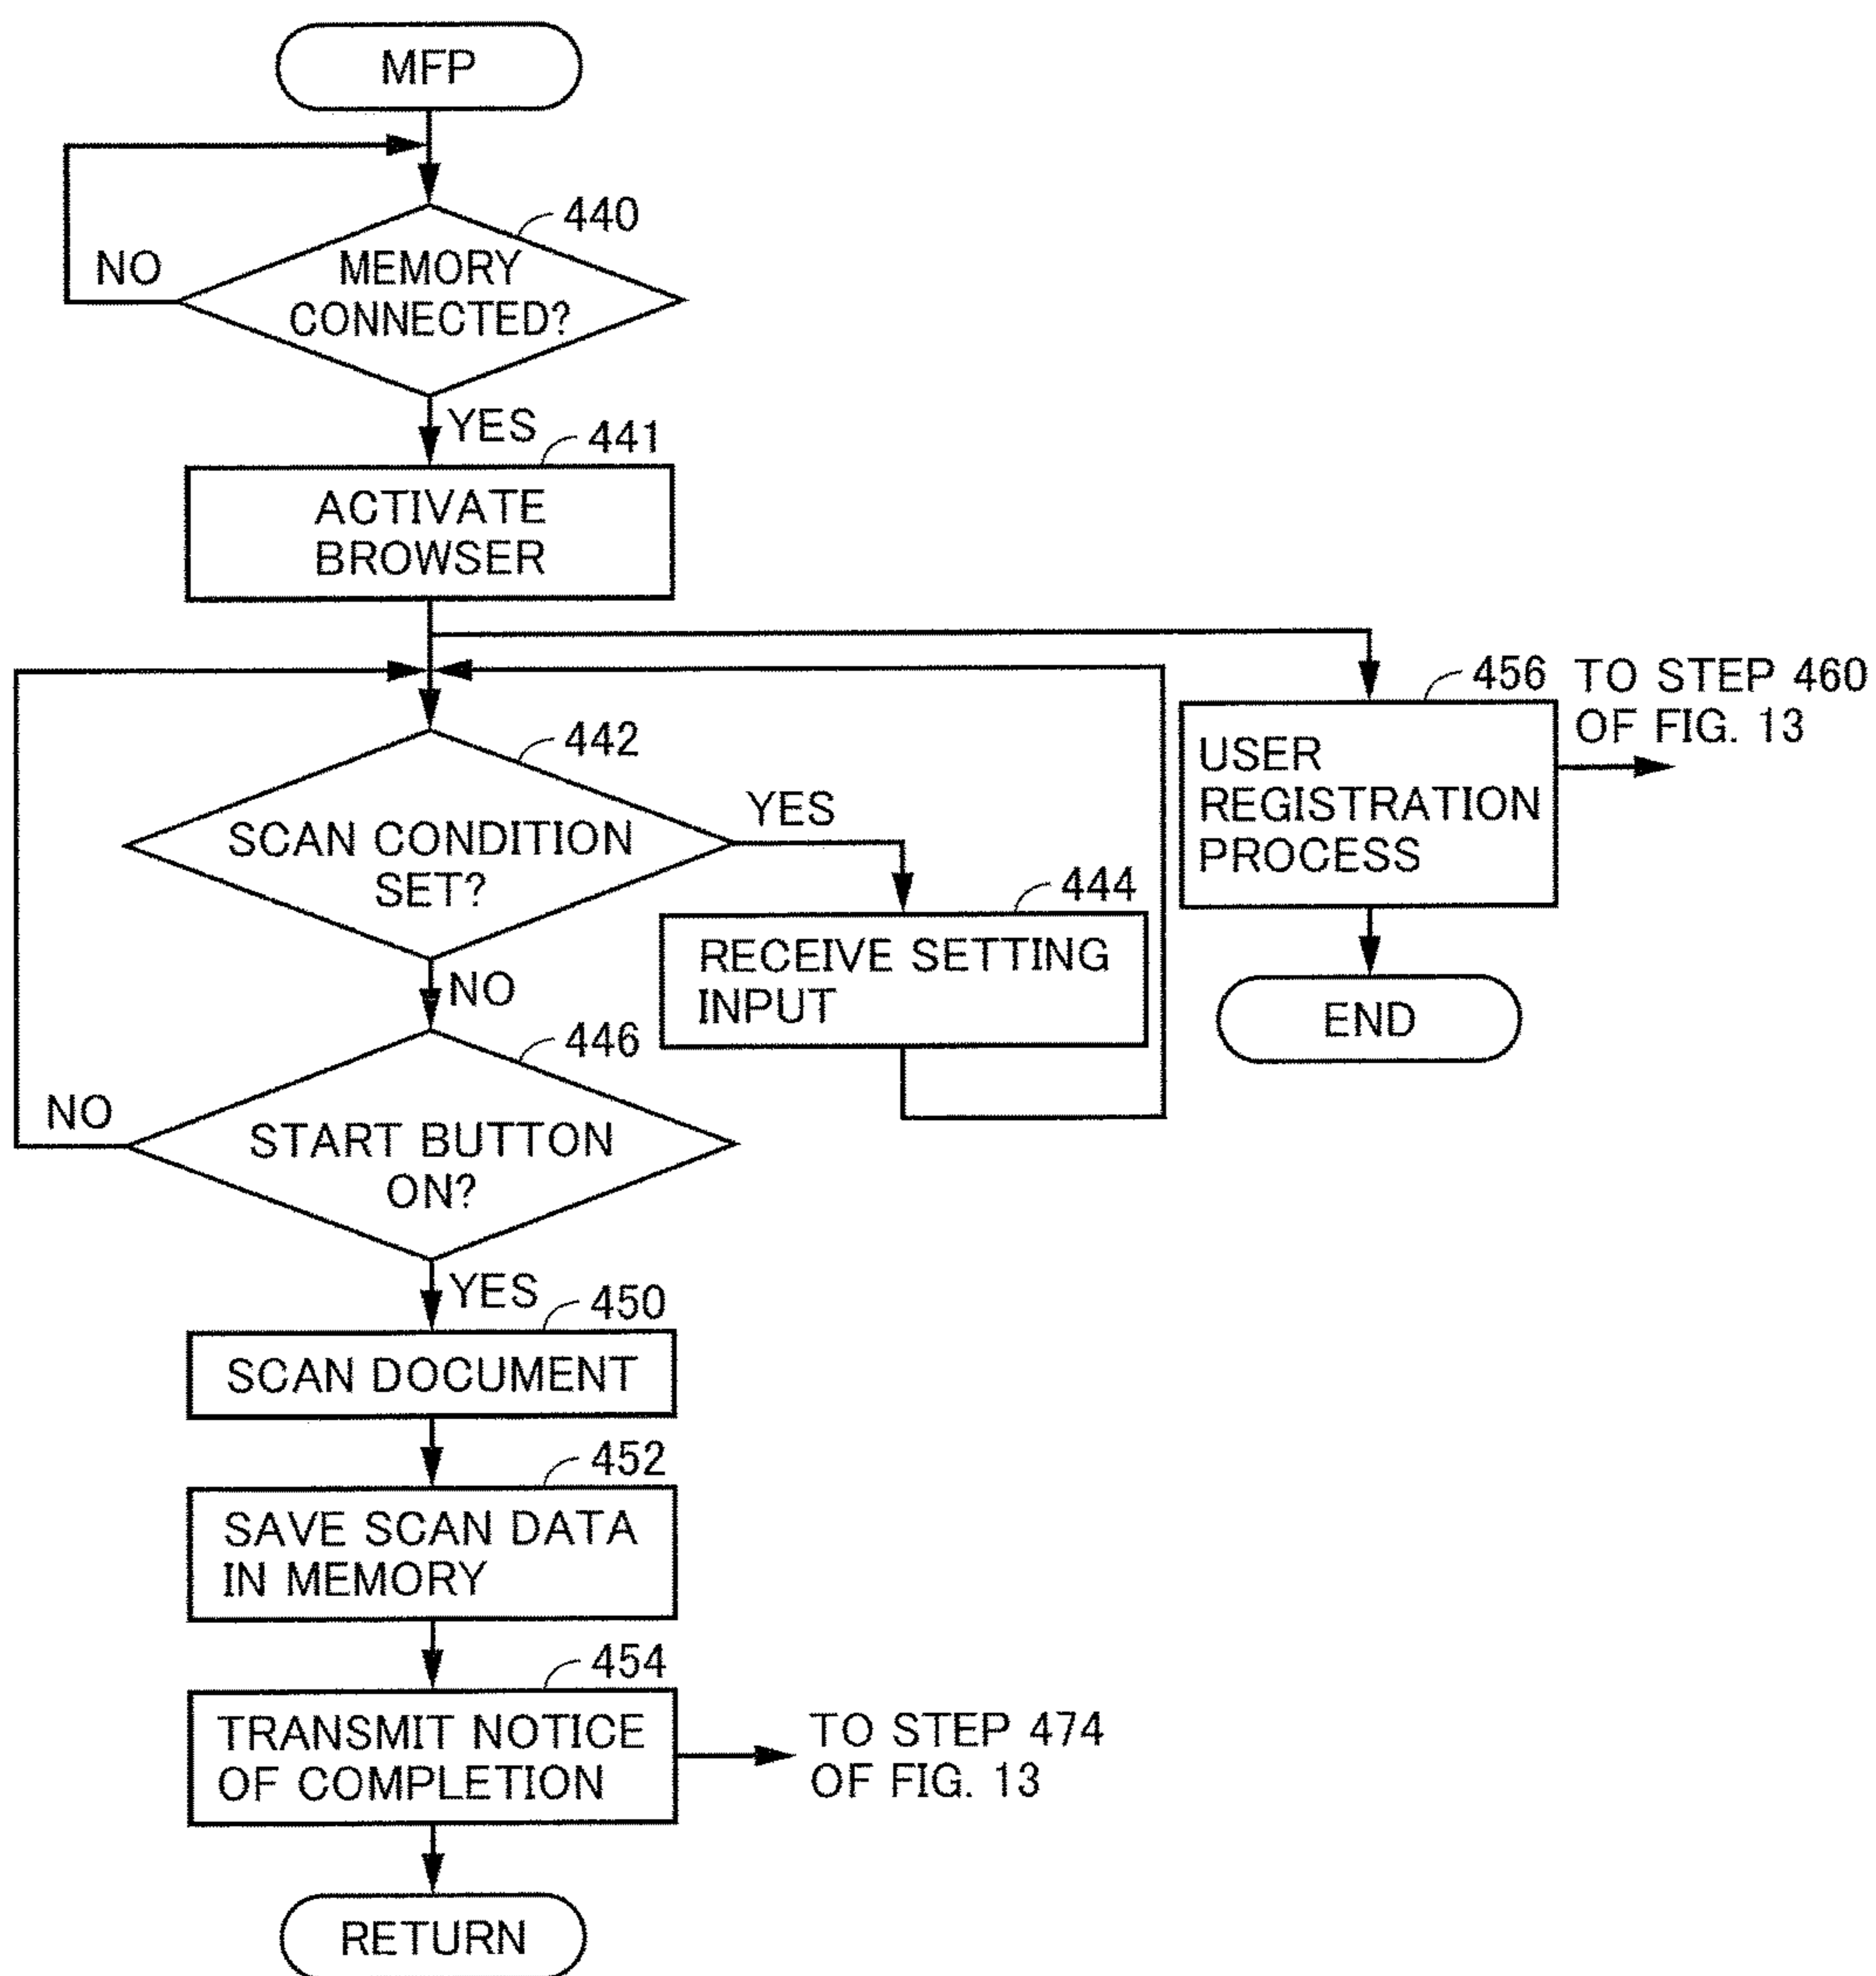 MFP
440
MEMORY
CONNECTED?
NO
YES
441
ACTIVATE
BROWSER
442
SCAN CONDITION
SET?
YES
NO
444
RECEIVE SETTING
INPUT
456
TO STEP 460
OF FIG. 13
USER
REGISTRATION
PROCESS
END
446
START BUTTON
ON?
NO
YES
450
SCAN DOCUMENT
452
SAVE SCAN DATA
IN MEMORY
454
TRANSMIT NOTICE
OF COMPLETION
TO STEP 474
OF FIG. 13
RETURN